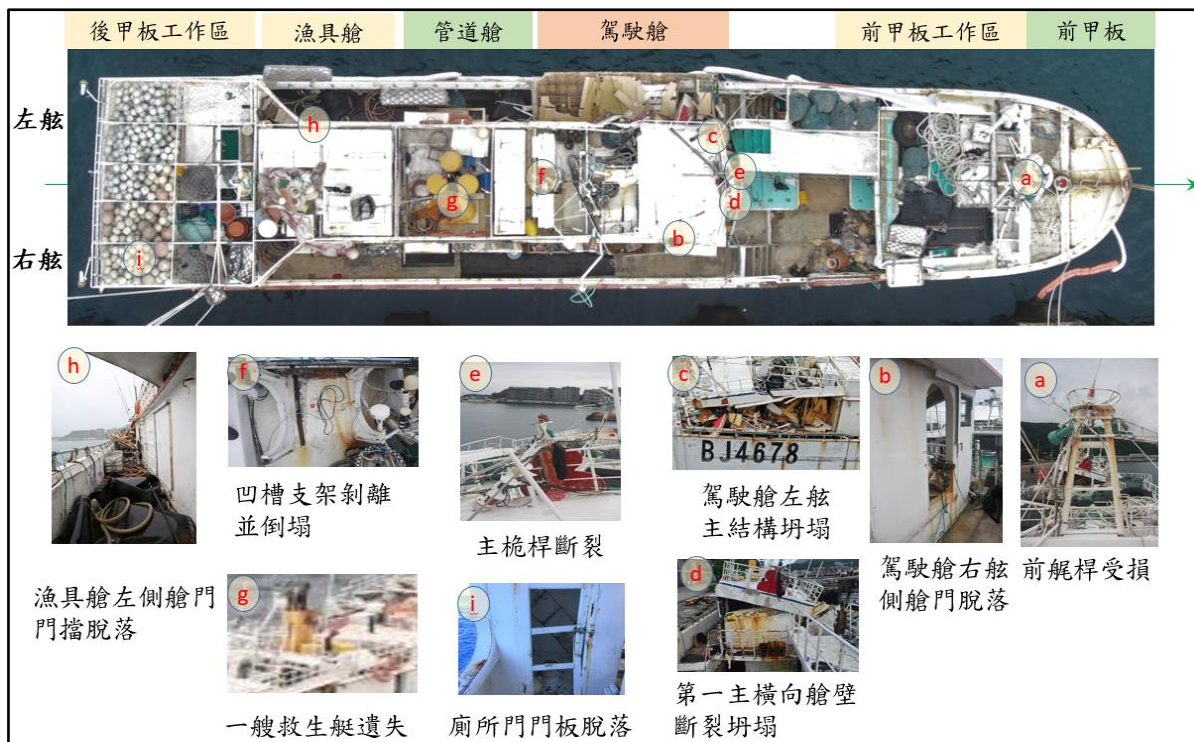 後甲板工作區
漁具艙
管道艙
駕駛艙
前甲板工作區
前甲板
左舷
右舷
h
c
f
e
a
g
d
b
i
h
f
e
c
b
a
BJ4678
凹槽支架剝離
並倒塌
主桅桿斷裂
駕駛艙左舷
主結構坍塌
駕駛艙右舷
側艙門脫落
前艉桿受損
漁具艙左側艙門
門擋脫落
g
i
d
一艘救生艇遺失
廁所門門板脫落
第一主橫向艙壁
斷裂坍塌